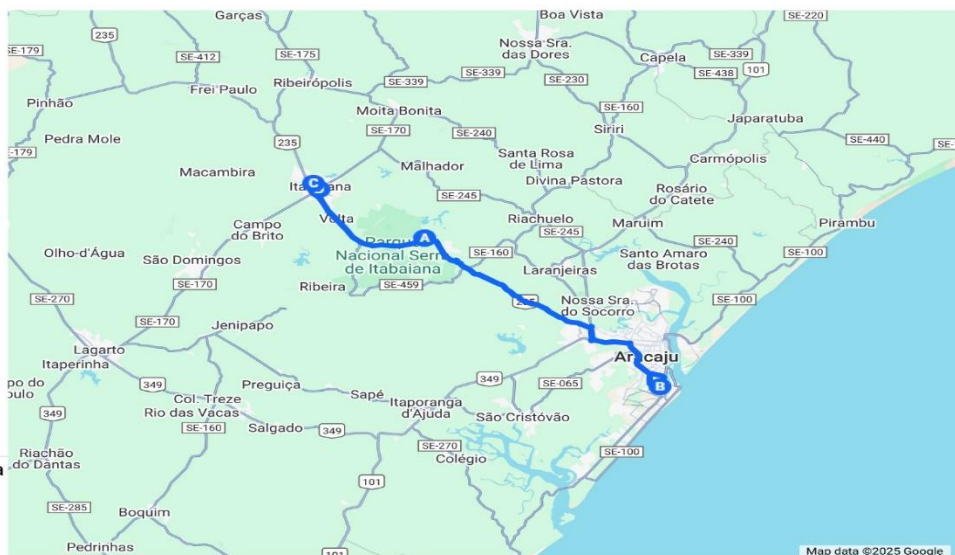 Garças
Boa Vista
SE-220
235
SE-179
SE-412
SE-175
SE-339
Nossa Sra.
das Dores
Capela
SE-339
SE-438
101
Frei Paulo
Ribeirópolis
SE-339
SE-230
Pinhão
Moita Bonita
SE-160
Japaratuba
Pedra Mole
235
SE-170
SE-240
Siriri
SE-440
SE-179
Malhador
Santa Rosa
de Lima
Carmópolis
Macambira
Divina Pastora
C
SE-245
Rosário
do Catete
Volta
Riachuelo
Maruim
Pirambu
Campo
do Brito
A
SE-245
SE-240
Parque
Nacional Serra
de Itabaiana
SE-160
SE-100
Olho-d'Água
São Domingos
Laranjeiras
Santo Amaro
das Brotas
SE-170
Ribeira
SE-459
SE-270
Nossa Sra.
do Socorro
SE-100
SE-170
Jenipapo
Lagarto
Itaperinha
Aracaju
349
Preguiça
349
SE-065
B
349
Col. Treze
Rio das Vacas
Sapé
Itaporanga
d'Ajuda
São Cristóvão
SE-160
Salgado
349
Riachão
do Dantas
SE-270
Colégio
SE-100
a
101
SE-285
Boquim
Pedrinhas
101
Map data ©2025 Google